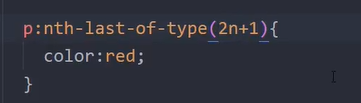 p:nth-last-of-type(2n+1){
color:red;
}